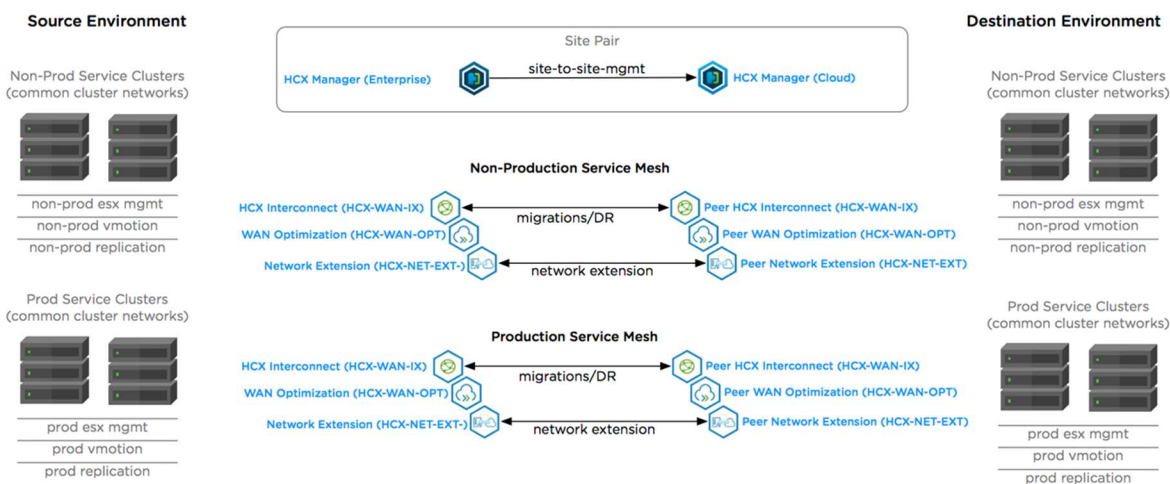 Source Environment
Destination Environment
Site Pair
HCX Manager (Enterprise)
site-to-site-mgmt
HCX Manager (Cloud)
Non-Prod Service Clusters
(common cluster networks)
non-prod esx mgmt
non-prod vmotion
non-prod replication
Prod Service Clusters
(common cluster networks)
prod esx mgmt
prod vmotion
prod replication
Non-Production Service Mesh
HCX Interconnect (HCX-WAN-IX)
migrations/DR
Peer HCX Interconnect (HCX-WAN-IX)
WAN Optimization (HCX-WAN-OPT)
Peer WAN Optimization (HCX-WAN-OPT)
Network Extension (HCX-NET-EXT-)
network extension
Peer Network Extension (HCX-NET-EXT)
Production Service Mesh
HCX Interconnect (HCX-WAN-IX)
migrations/DR
Peer HCX Interconnect (HCX-WAN-IX)
WAN Optimization (HCX-WAN-OPT)
Peer WAN Optimization (HCX-WAN-OPT)
Network Extension (HCX-NET-EXT-)
network extension
Peer Network Extension (HCX-NET-EXT)
Non-Prod Service Clusters
(common cluster networks)
non-prod esx mgmt
non-prod vmotion
non-prod replication
Prod Service Clusters
(common cluster networks)
prod esx mgmt
prod vmotion
prod replication